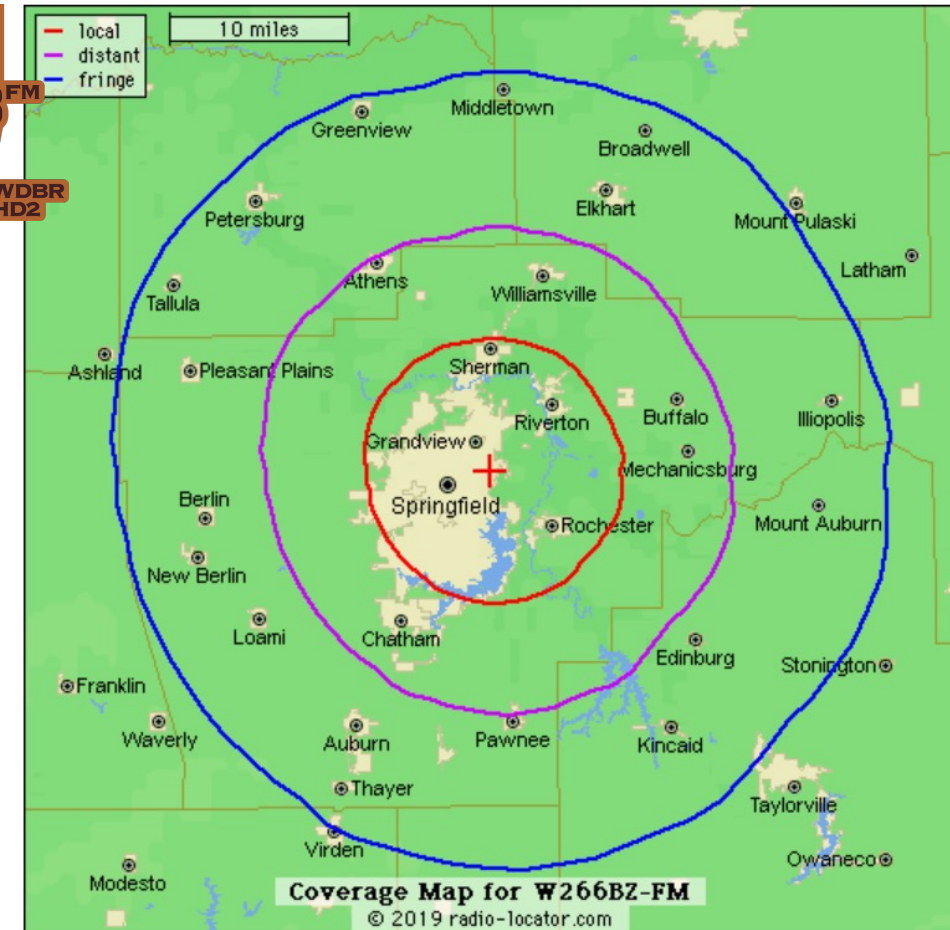 local
10 miles
distant
fringe
FM
WDBR
HD2
Middletown
Greenview
Broadwell
Elkhart
Petersburg
Mount Pulaski
Latham
Athens
Williamsville
Tallula
Sherman
Ashland
Pleasant Plains
Buffalo
Illiopolis
Riverton
Grandview
Mechanicsburg
Berlin
Springfield
Mount Auburn
Rochester
New Berlin
Loami
Chatham
Edinburg
Stonington
Franklin
Waverly
Auburn
Pawnee
Kincaid
Thayer
Taylorville
Virden
Owaneco
Modesto
Coverage Map for W266BZ-FM
© 2019 radio-locator.com